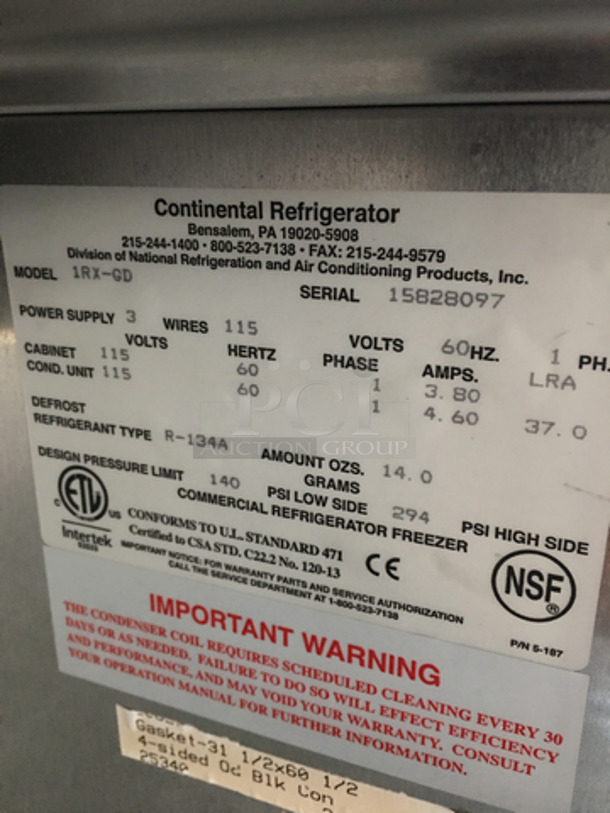 Continental Refrigerator
Bensalem, PA 19020-5908
215-244-1400 · 800-523-7138 · FAX: 215-244-9579
Division of National Refrigeration and Air Conditioning Products, Inc.
MODEL 1RX-GD SERIAL 15828097
POWER SUPPLY 3 WIRES 115 VOLTS 60 HZ. 1 PH.
VOLTS HERTZ PHASE AMPS. LRA
CABINET 115 60 1 3.80
COND. UNIT 115 60 1 4.60 37.0
DEFROST
REFRIGERANT TYPE R-134A AMOUNT OZS. 14.0
GRAMS
DESIGN PRESSURE LIMIT 140 PSI LOW SIDE 294 PSI HIGH SIDE
COMMERCIAL REFRIGERATOR FREEZER
c ETL us
Intertek
CONFORMS TO U.L. STANDARD 471
Certified to CSA STD. C22.2 No. 120-13
CE
NSF®
IMPORTANT NOTICE: FOR WARRANTY PARTS AND SERVICE AUTHORIZATION
CALL THE SERVICE DEPARTMENT AT 1-800-523-7138
P/N 5-187
PCI
AUCTION GROUP
IMPORTANT WARNING
THE CONDENSER COIL REQUIRES SCHEDULED CLEANING EVERY 30
DAYS OR AS NEEDED. FAILURE TO DO SO WILL EFFECT EFFICIENCY
AND PERFORMANCE, AND MAY VOID YOUR WARRANTY. CONSULT
YOUR OPERATION MANUAL FOR FURTHER INFORMATION.
Gasket-31 1/2x60 1/2
4-sided Od Blk Con
25340